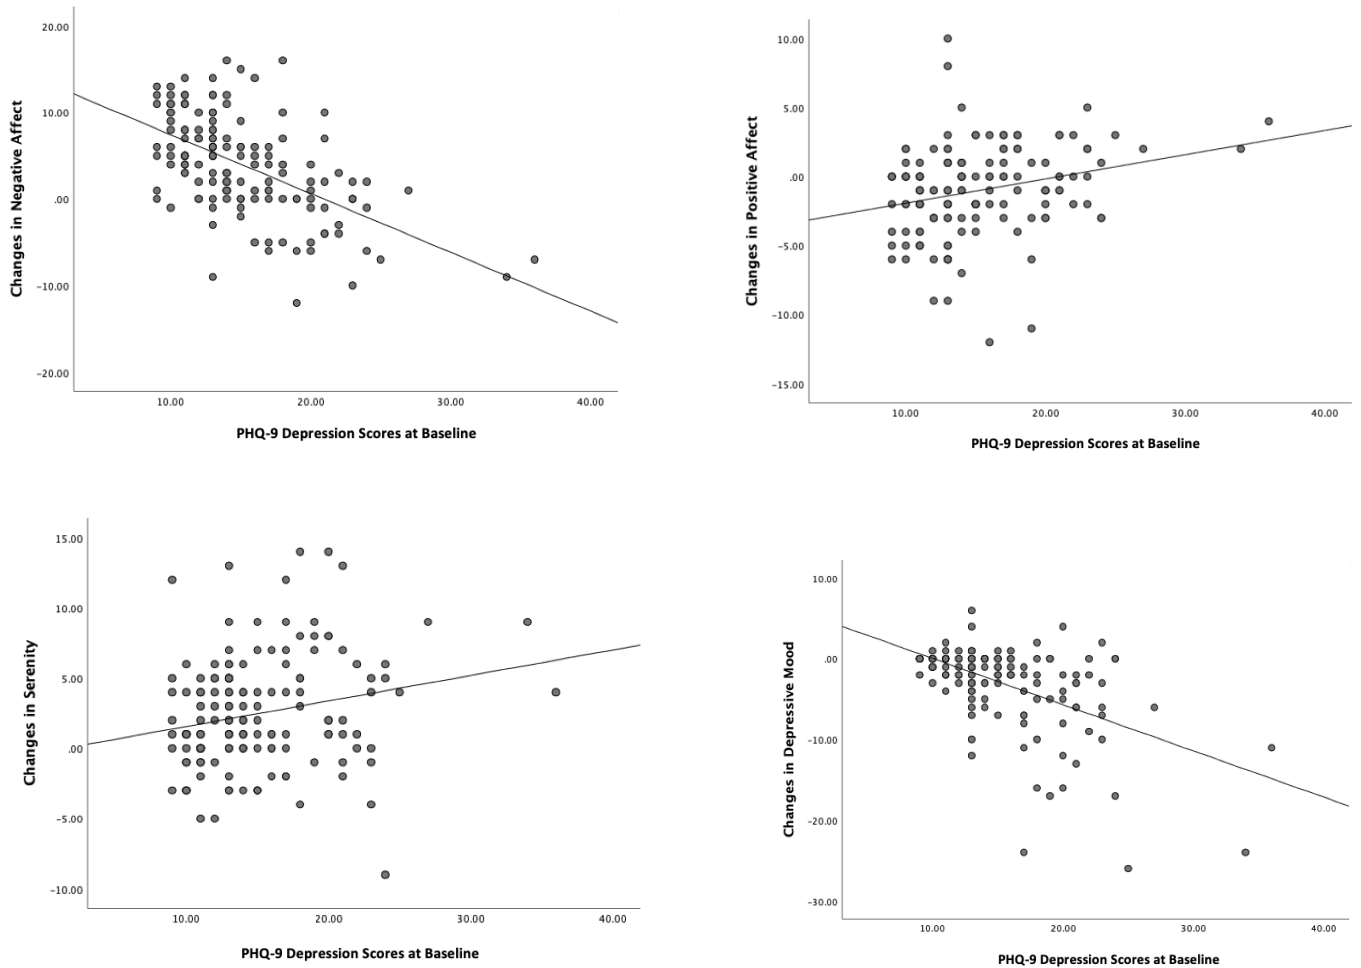 20.00
10.00
.00
−10.00
−20.00
Changes in Negative Affect
10.00 20.00 30.00 40.00
PHQ-9 Depression Scores at Baseline
10.00
5.00
.00
−5.00
−10.00
−15.00
Changes in Positive Affect
10.00 20.00 30.00 40.00
PHQ-9 Depression Scores at Baseline
15.00
10.00
5.00
.00
−5.00
−10.00
Changes in Serenity
10.00 20.00 30.00 40.00
PHQ-9 Depression Scores at Baseline
10.00
.00
−10.00
−20.00
−30.00
Changes in Depressive Mood
10.00 20.00 30.00 40.00
PHQ-9 Depression Scores at Baseline